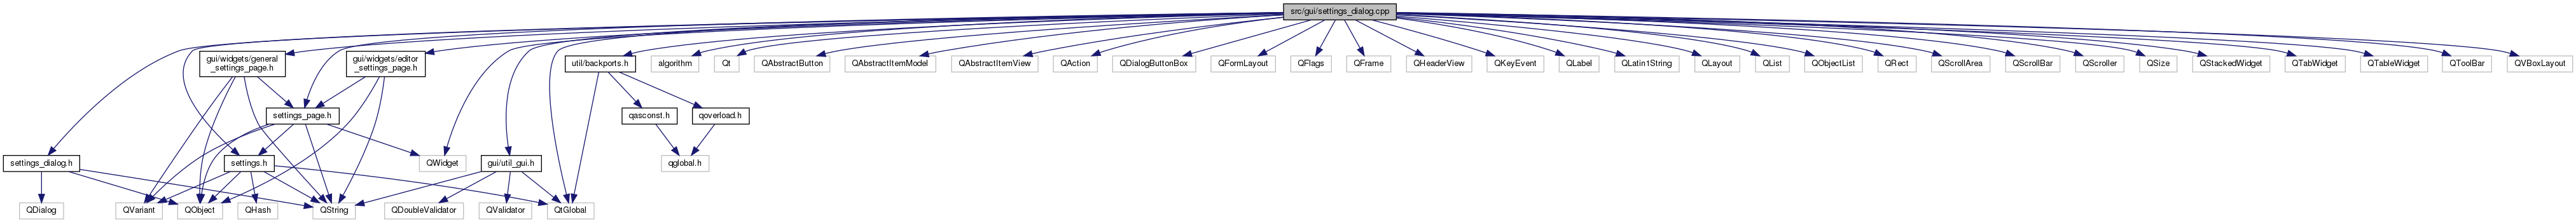 src/gui/settings_dialog.cpp
gui/widgets/general
_settings_page.h
gui/widgets/editor
_settings_page.h
util/backports.h
algorithm
Qt
QAbstractButton
QAbstractItemModel
QAbstractItemView
QAction
QDialogButtonBox
QFormLayout
QFlags
QFrame
QHeaderView
QKeyEvent
QLabel
QLatin1String
QLayout
QList
QObjectList
QRect
QScrollArea
QScrollBar
QScroller
QSize
QStackedWidget
QTabWidget
QTableWidget
QToolBar
QVBoxLayout
settings_page.h
qasconst.h
qoverload.h
settings_dialog.h
settings.h
QWidget
gui/util_gui.h
qglobal.h
QDialog
QVariant
QObject
QHash
QString
QDoubleValidator
QValidator
QtGlobal